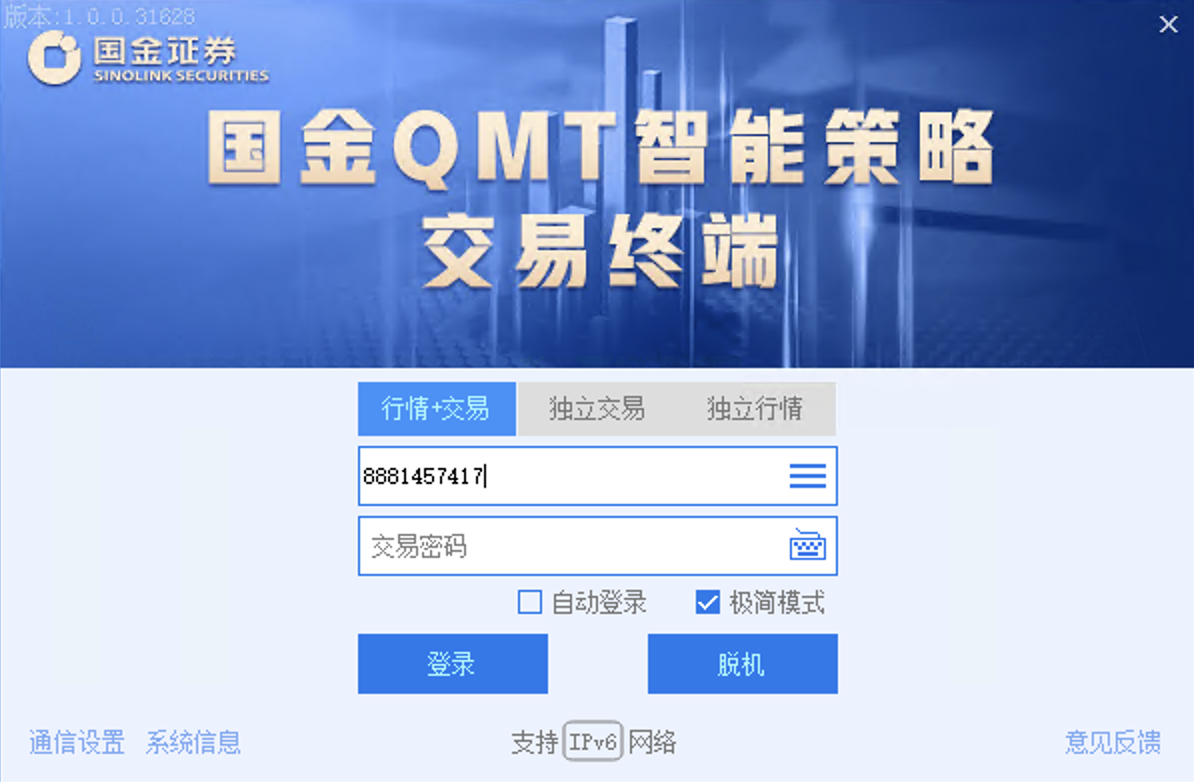 版本:1.0.0.31628
国金证券
SINOLINK SECURITIES
国金QMT智能策略
交易终端
行情+交易 独立交易 独立行情
8881457417
交易密码
自动登录 极简模式
登录 脱机
通信设置 系统信息 支持 IPv6 网络 意见反馈